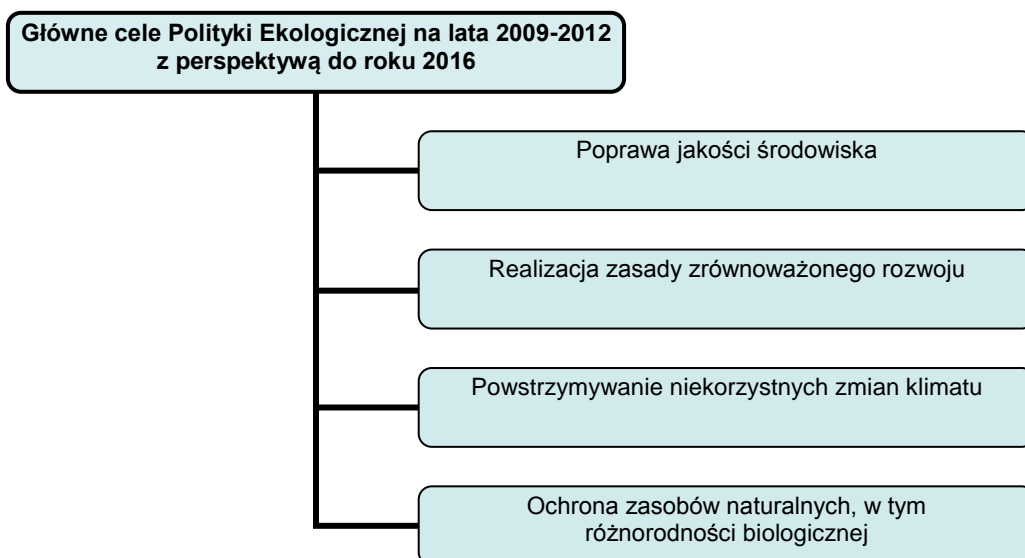 Główne cele Polityki Ekologicznej na lata 2009-2012
z perspektywą do roku 2016
Poprawa jakości środowiska
Realizacja zasady zrównoważonego rozwoju
Powstrzymywanie niekorzystnych zmian klimatu
Ochrona zasobów naturalnych, w tym
różnorodności biologicznej